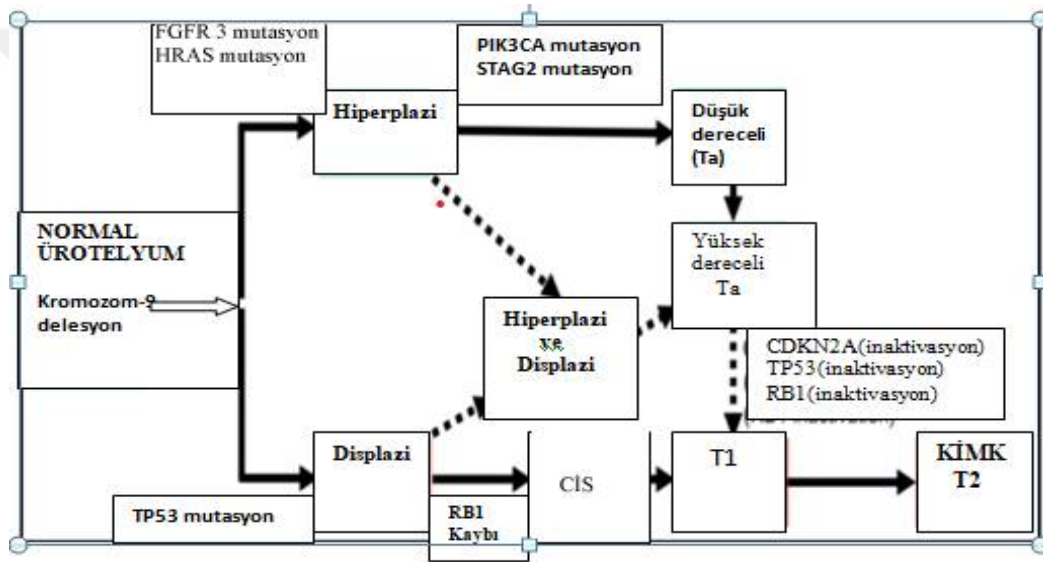 FGFR 3 mutasyon
HRAS mutasyon
PIK3CA mutasyon
STAG2 mutasyon
Hiperplazi
Düşük
dereceli
(Ta)
NORMAL
ÜROTELYUM
Kromozom-9
delesyon
Yüksek
dereceli
Ta
Hiperplazi
ve
Displazi
CDKN2A(inaktivasyon)
TP53(inaktivasyon)
RB1(inaktivasyon)
Displazi
CİS
T1
KİMK
T2
TP53 mutasyon
RB1
Kaybı